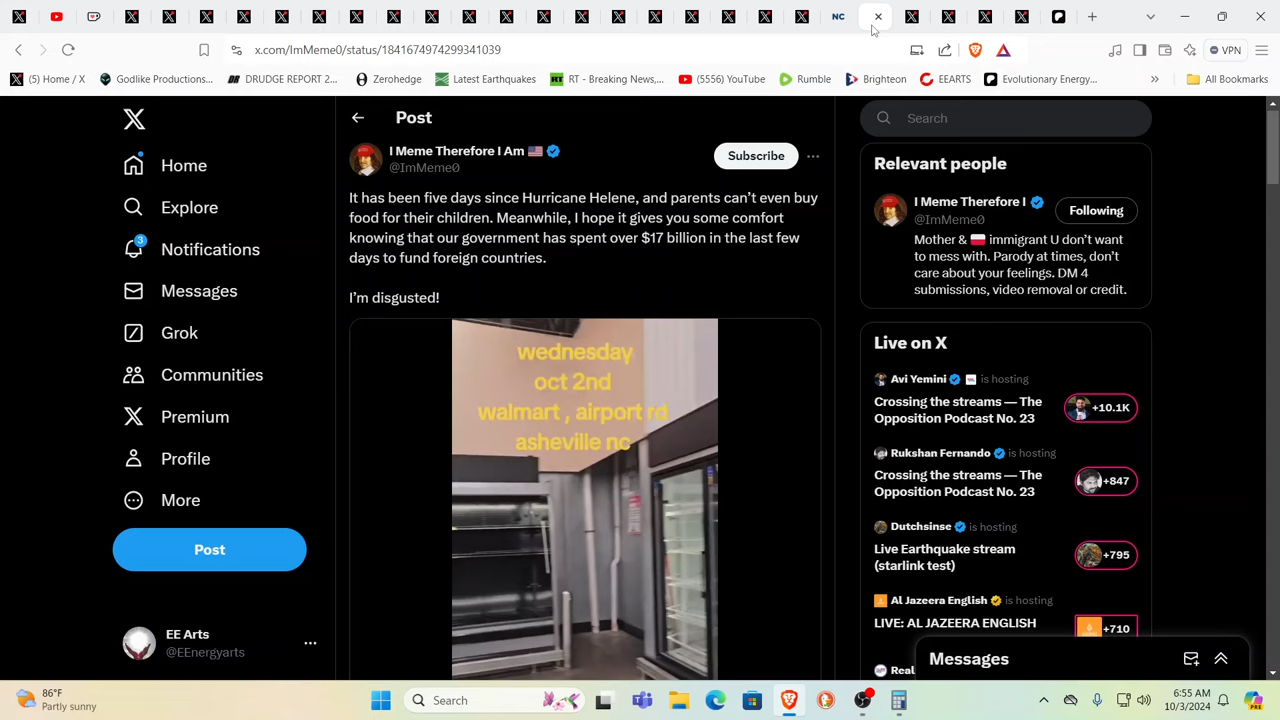 NC
x.com/ImMeme0/status/1841674974299341039
VPN
(5) Home / X
Godlike Productions...
DRUDGE REPORT 2...
Zerohedge
Latest Earthquakes
RT - Breaking News,...
(5556) YouTube
Rumble
Brighteon
EEARTS
Evolutionary Energy...
All Bookmarks
Home
Explore
3
Notifications
Messages
Grok
Communities
Premium
Profile
More
Post
EE Arts
@EEnergyarts
Post
I Meme Therefore I Am
@ImMeme0
Subscribe
It has been five days since Hurricane Helene, and parents can’t even buy
food for their children. Meanwhile, I hope it gives you some comfort
knowing that our government has spent over $17 billion in the last few
days to fund foreign countries.
I’m disgusted!
wednesday
oct 2nd
walmart , airport rd
asheville nc
Search
Relevant people
I Meme Therefore I
@ImMeme0
Following
Mother & 🇵🇱 immigrant U don’t want
to mess with. Parody at times, don’t
care about your feelings. DM 4
submissions, video removal or credit.
Live on X
Avi Yemini is hosting
Crossing the streams — The
Opposition Podcast No. 23
+10.1K
Rukshan Fernando is hosting
Crossing the streams — The
Opposition Podcast No. 23
+847
Dutchsinse is hosting
Live Earthquake stream
(starlink test)
+795
Al Jazeera English is hosting
LIVE: AL JAZEERA ENGLISH
+710
Real
Messages
86°F
Partly sunny
Search
6:55 AM
10/3/2024
PRE